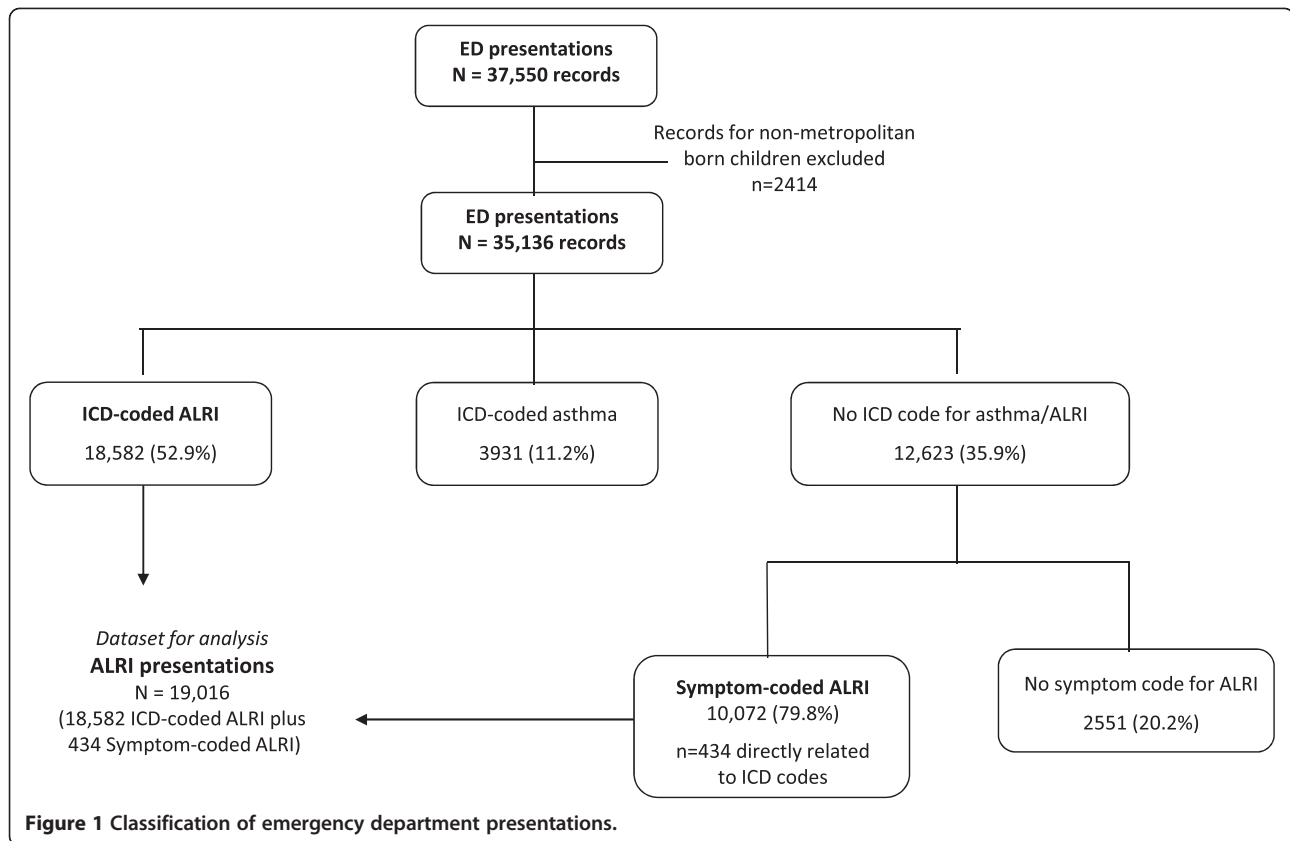 ED presentations
N = 37,550 records
Records for non-metropolitan
born children excluded
n=2414
ED presentations
N = 35,136 records
ICD-coded ALRI
18,582 (52.9%)
ICD-coded asthma
3931 (11.2%)
No ICD code for asthma/ALRI
12,623 (35.9%)
Dataset for analysis
ALRI presentations
N = 19,016
(18,582 ICD-coded ALRI plus
434 Symptom-coded ALRI)
Symptom-coded ALRI
10,072 (79.8%)
n=434 directly related
to ICD codes
No symptom code for ALRI
2551 (20.2%)
Figure 1 Classification of emergency department presentations.